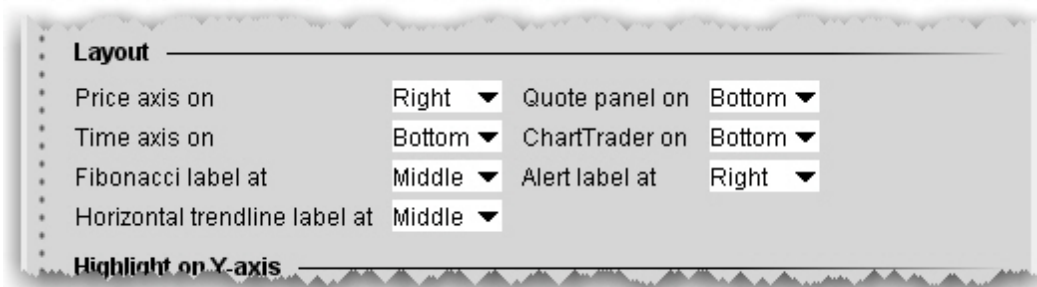 Layout
Price axis on Right Quote panel on Bottom
Time axis on Bottom ChartTrader on Bottom
Fibonacci label at Middle Alert label at Right
Horizontal trendline label at Middle
Highlight on Y-axis